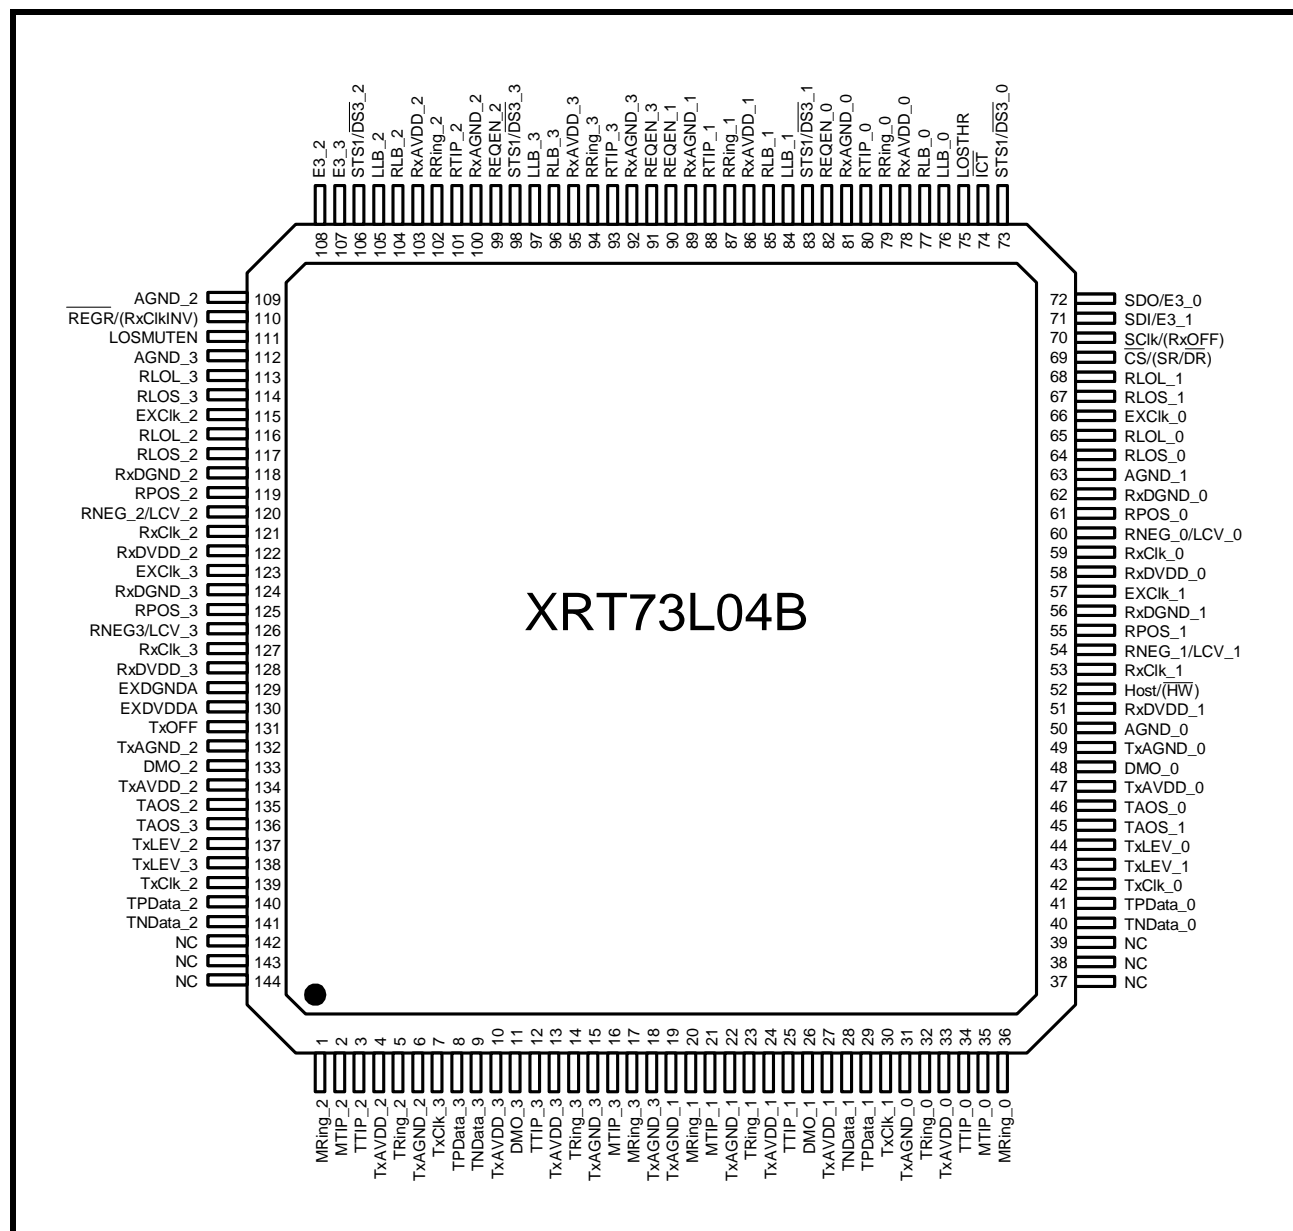 E3_2
E3_3
STS1/DS3_2
LLB_2
RLB_2
RxAVDD_2
RRing_2
RTIP_2
RxAGND_2
REQEN_2
STS1/DS3_3
LLB_3
RLB_3
RxAVDD_3
RRing_3
RTIP_3
RxAGND_3
REQEN_3
REQEN_1
RxAGND_1
RTIP_1
RRing_1
RxAVDD_1
RLB_1
LLB_1
STS1/DS3_1
REQEN_0
RxAGND_0
RTIP_0
RRing_0
RxAVDD_0
RLB_0
LLB_0
LOSTHR
ICT
STS1/DS3_0
108
107
106
105
104
103
102
101
100
99
98
97
96
95
94
93
92
91
90
89
88
87
86
85
84
83
82
81
80
79
78
77
76
75
74
73
AGND_2 109
REGR/(RxClkINV) 110
LOSMUTEN 111
AGND_3 112
RLOL_3 113
RLOS_3 114
EXClk_2 115
RLOL_2 116
RLOS_2 117
RxDGND_2 118
RPOS_2 119
RNEG_2/LCV_2 120
RxClk_2 121
RxDVDD_2 122
EXClk_3 123
RxDGND_3 124
RPOS_3 125
RNEG3/LCV_3 126
RxClk_3 127
RxDVDD_3 128
EXDGNDA 129
EXDVDDA 130
TxOFF 131
TxAGND_2 132
DMO_2 133
TxAVDD_2 134
TAOS_2 135
TAOS_3 136
TxLEV_2 137
TxLEV_3 138
TxClk_2 139
TPData_2 140
TNData_2 141
NC 142
NC 143
NC 144
XRT73L04B
72 SDO/E3_0
71 SDI/E3_1
70 SClk/(RxOFF)
69 CS/(SR/DR)
68 RLOL_1
67 RLOS_1
66 EXClk_0
65 RLOL_0
64 RLOS_0
63 AGND_1
62 RxDGND_0
61 RPOS_0
60 RNEG_0/LCV_0
59 RxClk_0
58 RxDVDD_0
57 EXClk_1
56 RxDGND_1
55 RPOS_1
54 RNEG_1/LCV_1
53 RxClk_1
52 Host/(HW)
51 RxDVDD_1
50 AGND_0
49 TxAGND_0
48 DMO_0
47 TxAVDD_0
46 TAOS_0
45 TAOS_1
44 TxLEV_0
43 TxLEV_1
42 TxClk_0
41 TPData_0
40 TNData_0
39 NC
38 NC
37 NC
1
2
3
4
5
6
7
8
9
10
11
12
13
14
15
16
17
18
19
20
21
22
23
24
25
26
27
28
29
30
31
32
33
34
35
36
MRing_2
MTIP_2
TTIP_2
TxAVDD_2
TRing_2
TxAGND_2
TxClk_3
TPData_3
TNData_3
TxAVDD_3
DMO_3
TTIP_3
TxAVDD_3
TRing_3
TxAGND_3
MTIP_3
MRing_3
TxAGND_3
TxAGND_1
MRing_1
MTIP_1
TxAGND_1
TRing_1
TxAVDD_1
TTIP_1
DMO_1
TxAVDD_1
TNData_1
TPData_1
TxClk_1
TxAGND_0
TRing_0
TxAVDD_0
TTIP_0
MTIP_0
MRing_0